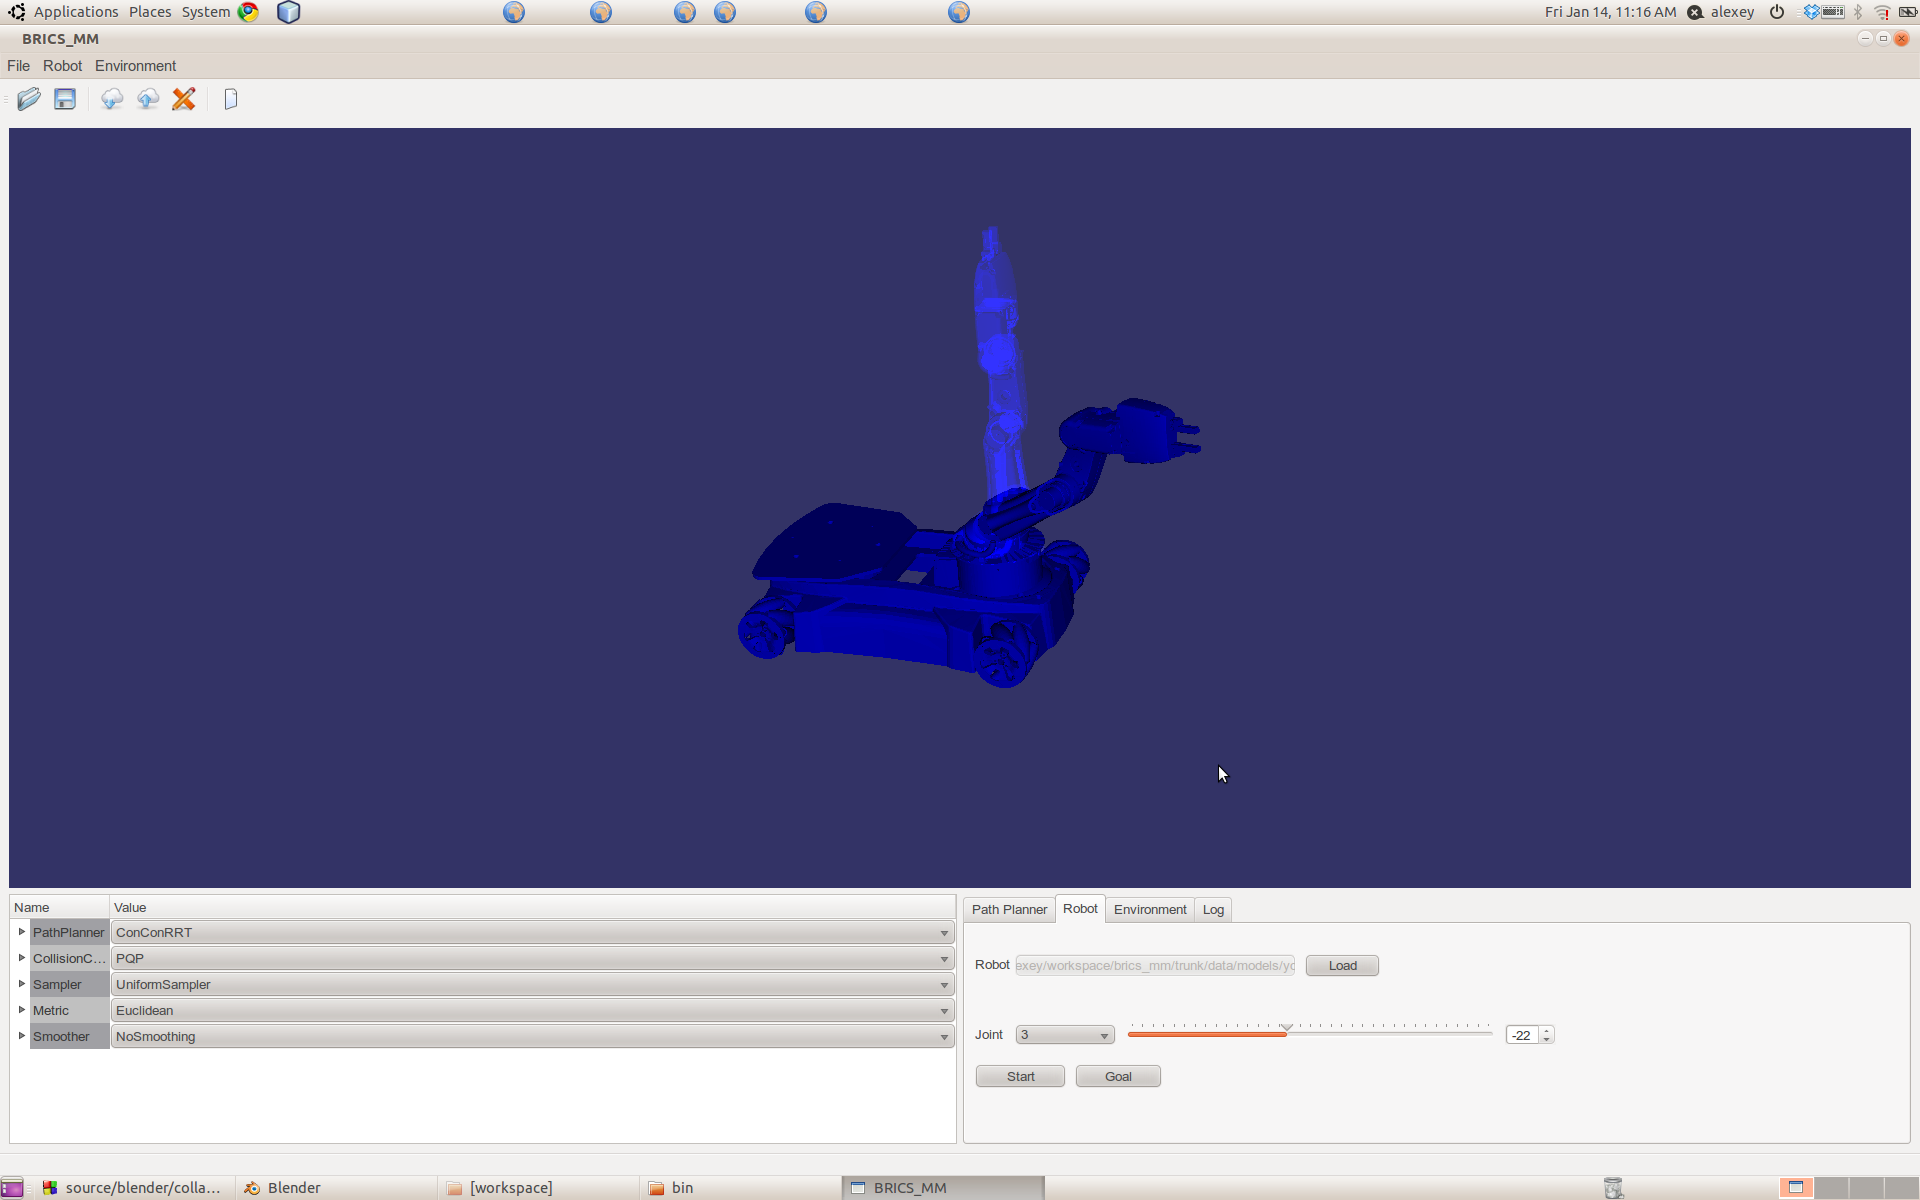 Applications Places System
Fri Jan 14, 11:16 AM alexey
BRICS_MM
File Robot Environment
Name Value
PathPlanner ConConRRT
CollisionC... PQP
Sampler UniformSampler
Metric Euclidean
Smoother NoSmoothing
Path Planner Robot Environment Log
Robot exey/workspace/brics_mm/trunk/data/models/yo Load
Joint 3 -22
Start Goal
source/blender/colla... Blender [workspace] bin BRICS_MM